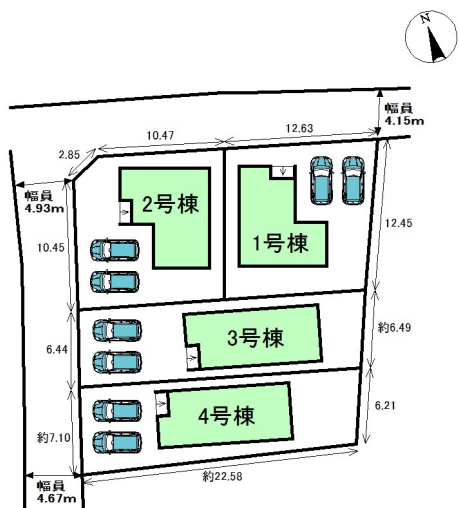 N
幅員
4.15m
10.47
12.63
2.85
幅員
4.93m
2号棟
1号棟
12.45
10.45
3号棟
約6.49
6.44
4号棟
6.21
約7.10
約22.58
幅員
4.67m